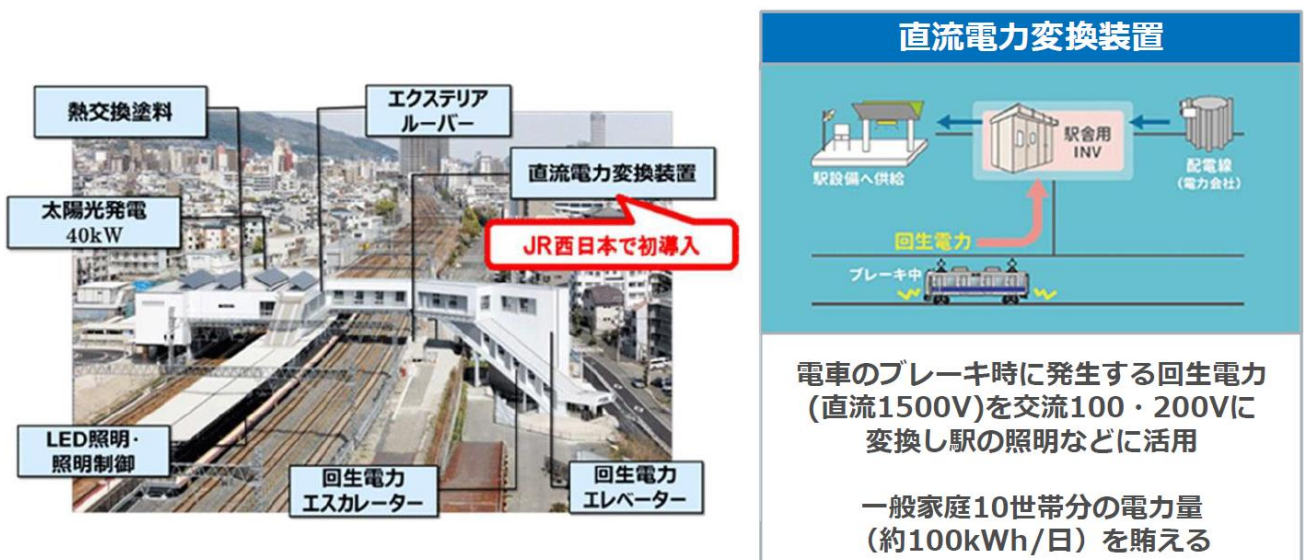 熱交換塗料
エクステリア
ルーバー
直流電力変換装置
JR西日本で初導入
太陽光発電
40kW
LED照明・
照明制御
回生電力
エスカレーター
回生電力
エレベーター
直流電力変換装置
駅舎用
INV
駅設備へ供給
配電線
(電力会社)
回生電力
ブレーキ中
電車のブレーキ時に発生する回生電力
(直流1500V)を交流100・200Vに
変換し駅の照明などに活用
一般家庭10世帯分の電力量
（約100kWh/日）を賄える